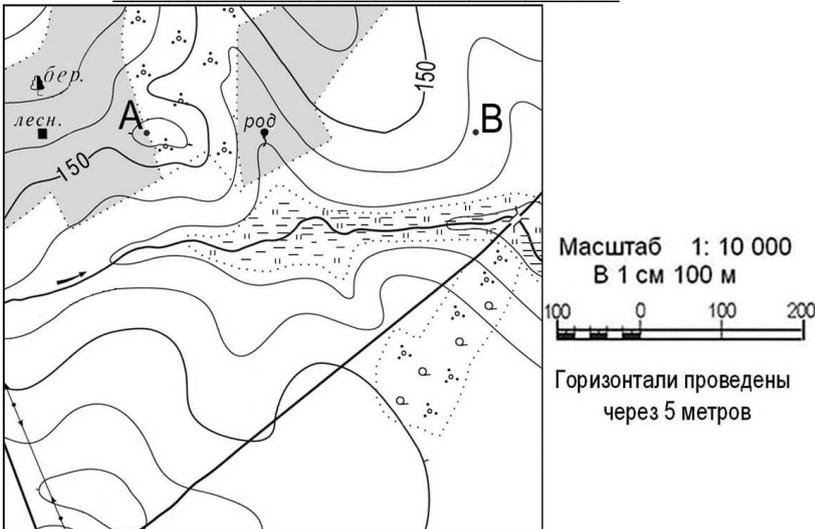 бер.
лесн.
А
род
150
В
150
Масштаб 1: 10 000
В 1 см 100 м
100 0 100 200
Горизонтали проведены
через 5 метров